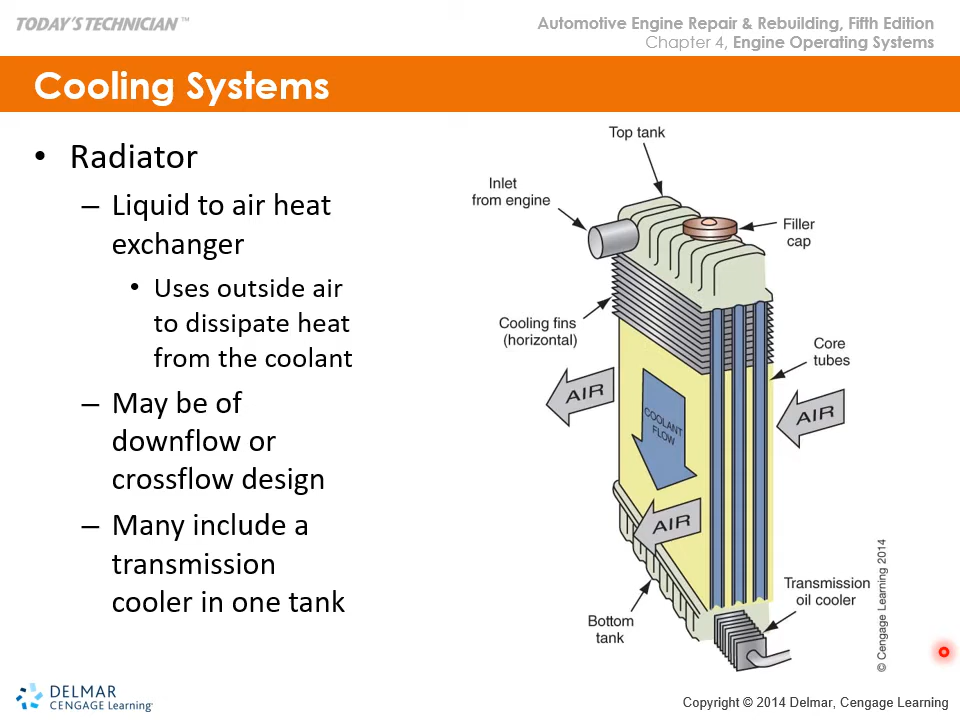 TODAY'S TECHNICIAN ™
Automotive Engine Repair & Rebuilding, Fifth Edition
Chapter 4, Engine Operating Systems
Cooling Systems
• Radiator
– Liquid to air heat
exchanger
• Uses outside air
to dissipate heat
from the coolant
– May be of
downflow or
crossflow design
– Many include a
transmission
cooler in one tank
Top tank
Inlet
from engine
Filler
cap
Cooling fins
(horizontal)
Core
tubes
AIR
AIR
COOLANT
FLOW
AIR
Transmission
oil cooler
Bottom
tank
© Cengage Learning 2014
DELMAR
CENGAGE Learning
Copyright © 2014 Delmar, Cengage Learning